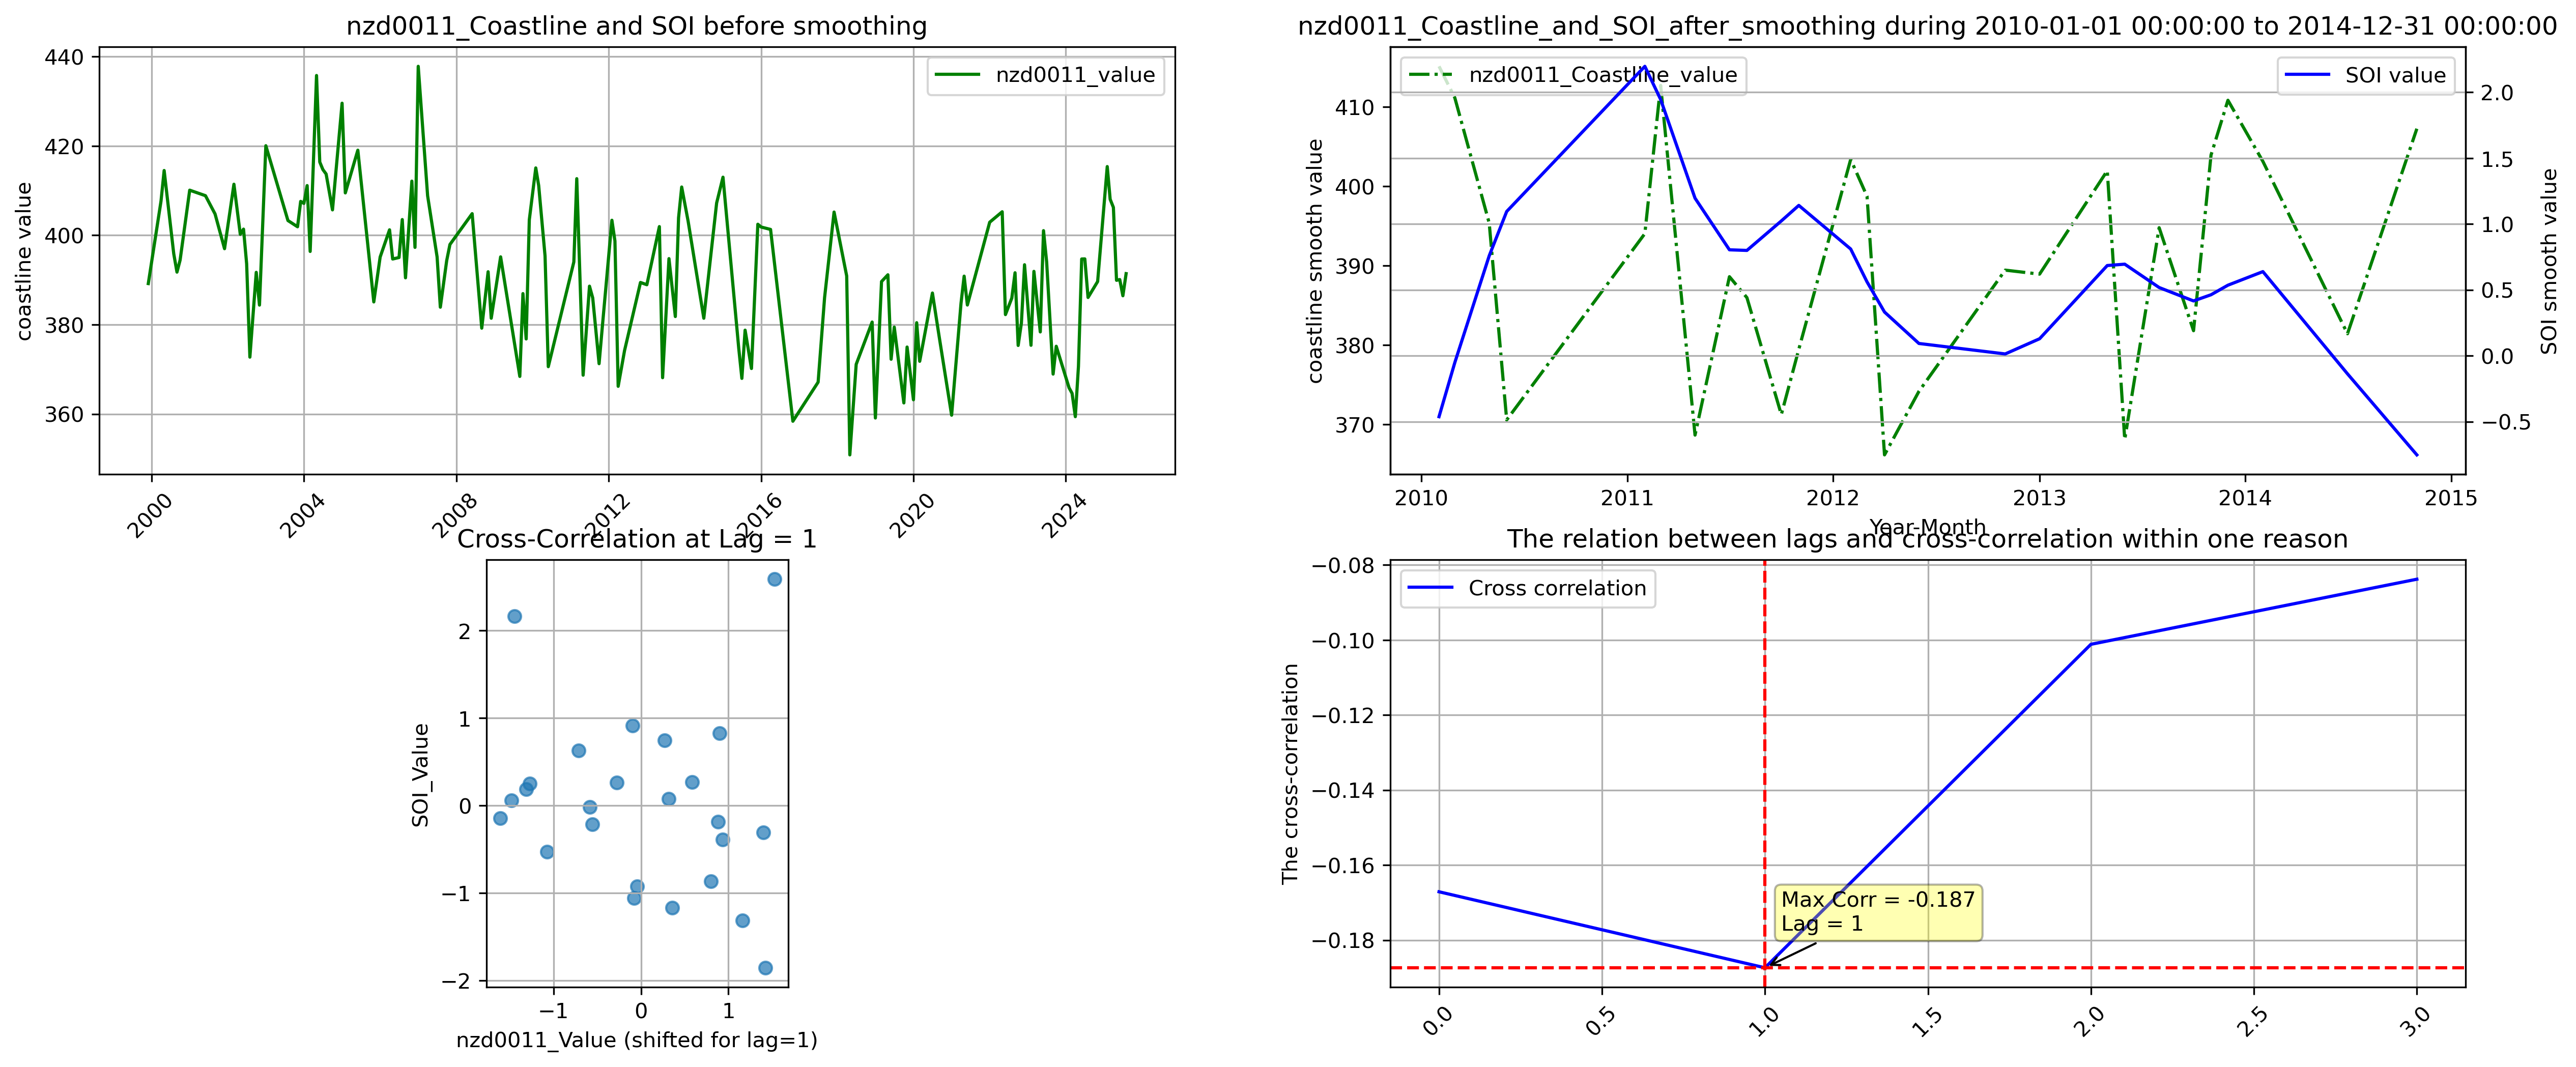 nzd0011_Coastline and SOI before smoothing
nzd0011_value
coastline value
440
420
400
380
360
2000
2004
2008
2012
2016
2020
2024
nzd0011_Coastline_and_SOI_after_smoothing during 2010-01-01 00:00:00 to 2014-12-31 00:00:00
nzd0011_Coastline_value
SOI value
coastline smooth value
410
400
390
380
370
SOI smooth value
2.0
1.5
1.0
0.5
0.0
−0.5
2010
2011
2012
2013
2014
2015
Year-Month
Cross-Correlation at Lag = 1
SOI_Value
2
1
0
−1
−2
−1
0
1
nzd0011_Value (shifted for lag=1)
The relation between lags and cross-correlation within one reason
Cross correlation
The cross-correlation
−0.08
−0.10
−0.12
−0.14
−0.16
−0.18
Max Corr = -0.187
Lag = 1
0.0
0.5
1.0
1.5
2.0
2.5
3.0